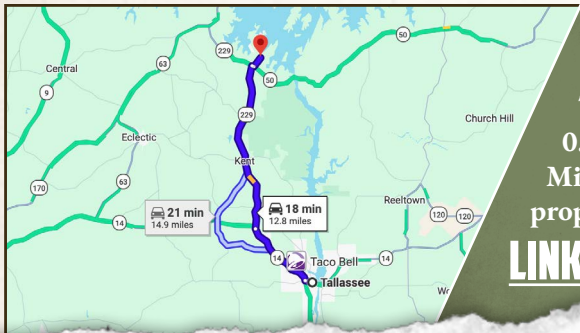 229
50
50
Central
63
9
229
Church Hill
Eclectic
Kent
63
170
21 min
14.9 miles
18 min
12.8 miles
Reeltown
120
120
14
14
Taco Bell
14
Tallassee
0.
Mi
prop
LINK